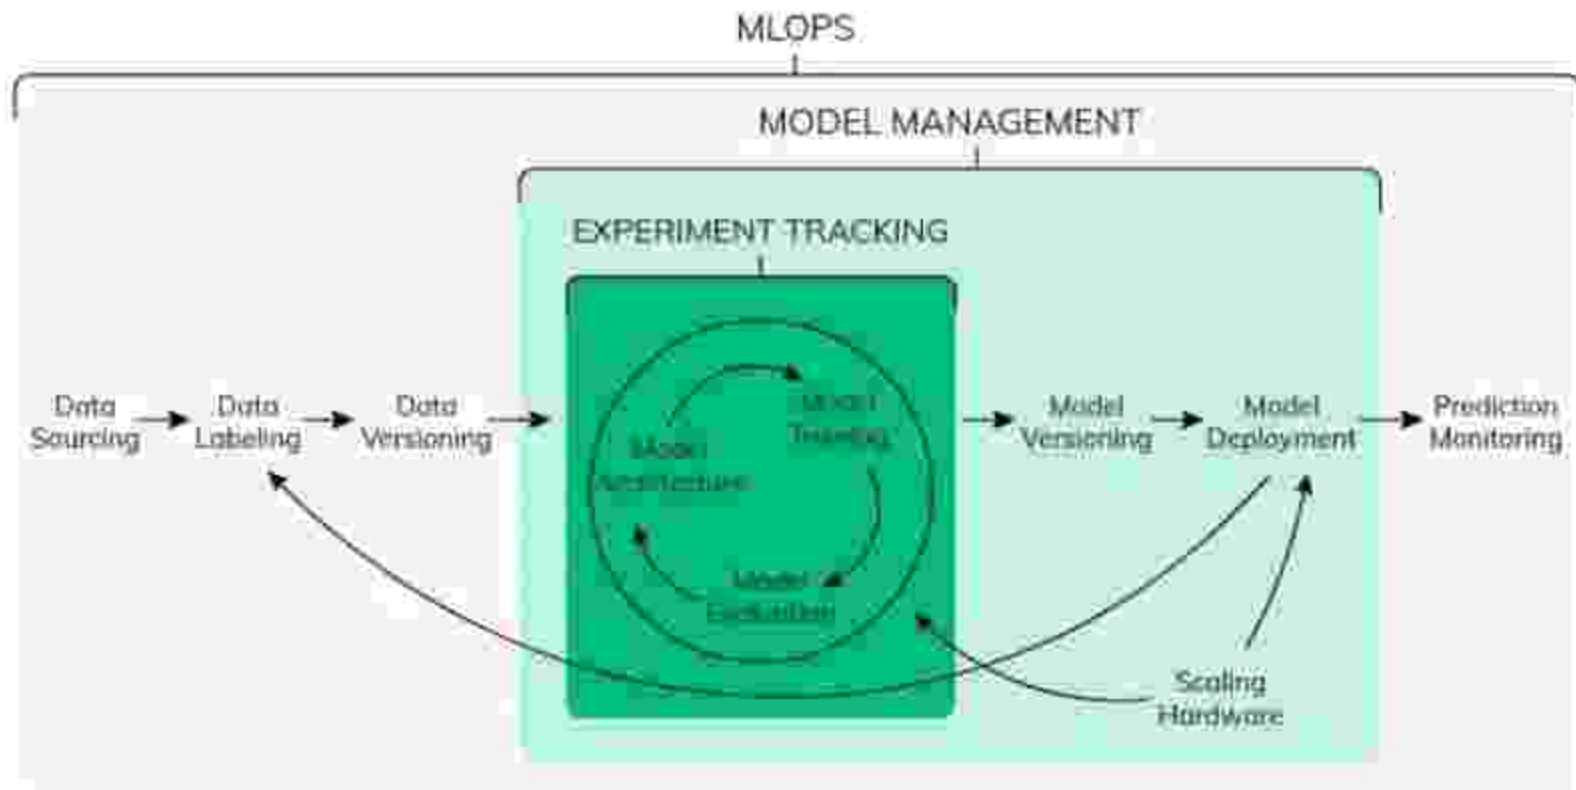 MLOPS
MODEL MANAGEMENT
EXPERIMENT TRACKING
Data
Sourcing
Data
Labeling
Data
Versioning
Model
Architecture
Model
Training
Model
Evaluation
Model
Versioning
Model
Deployment
Prediction
Monitoring
Scaling
Hardware